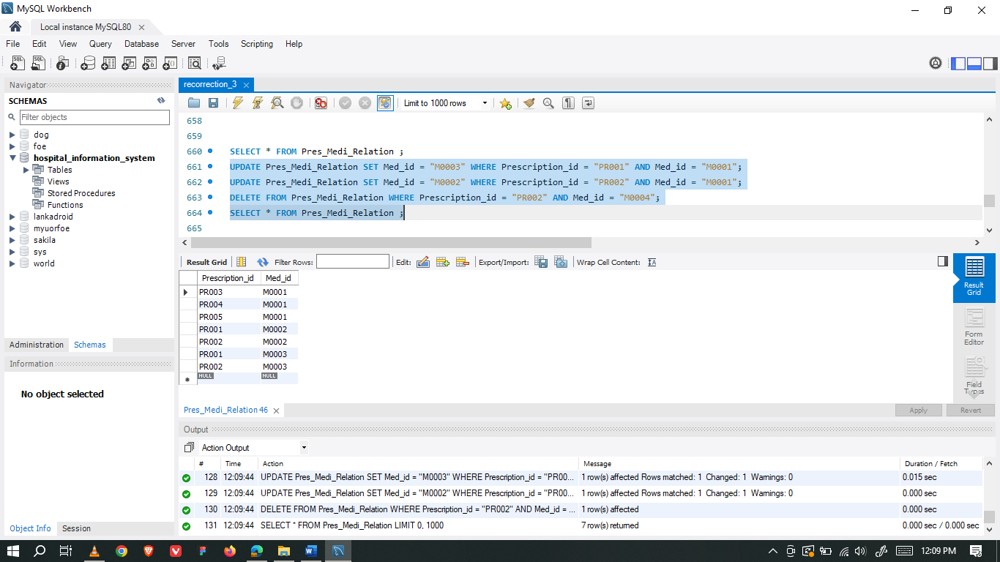 MySQL Workbench
Local instance MySQL80
File Edit View Query Database Server Tools Scripting Help
Navigator
SCHEMAS
Filter objects
dog
foe
hospital_information_system
Tables
Views
Stored Procedures
Functions
lankadroid
myuorfoe
sakila
sys
world
Administration Schemas
Information
No object selected
Object Info Session
recorrection_3
Limit to 1000 rows
658
659
660 SELECT * FROM Pres_Medi_Relation ;
661 UPDATE Pres_Medi_Relation SET Med_id = "M0003" WHERE Prescription_id = "PR001" AND Med_id = "M0001";
662 UPDATE Pres_Medi_Relation SET Med_id = "M0002" WHERE Prescription_id = "PR002" AND Med_id = "M0001";
663 DELETE FROM Pres_Medi_Relation WHERE Prescription_id = "PR002" AND Med_id = "M0004";
664 SELECT * FROM Pres_Medi_Relation ;
665
Result Grid Filter Rows: Edit: Export/Import: Wrap Cell Content:
Prescription_id Med_id
PR003 M0001
PR004 M0001
PR005 M0001
PR001 M0002
PR002 M0002
PR001 M0003
PR002 M0003
NULL NULL
Result
Grid
Form
Editor
Field
Types
Pres_Medi_Relation 46
Apply Revert
Output
Action Output
# Time Action Message Duration / Fetch
128 12:09:44 UPDATE Pres_Medi_Relation SET Med_id = "M0003" WHERE Prescription_id = "PR00... 1 row(s) affected Rows matched: 1 Changed: 1 Warnings: 0 0.015 sec
129 12:09:44 UPDATE Pres_Medi_Relation SET Med_id = "M0002" WHERE Prescription_id = "PR00... 1 row(s) affected Rows matched: 1 Changed: 1 Warnings: 0 0.000 sec
130 12:09:44 DELETE FROM Pres_Medi_Relation WHERE Prescription_id = "PR002" AND Med_id = ... 1 row(s) affected 0.000 sec
131 12:09:44 SELECT * FROM Pres_Medi_Relation LIMIT 0, 1000 7 row(s) returned 0.000 sec / 0.000 sec
12:09 PM